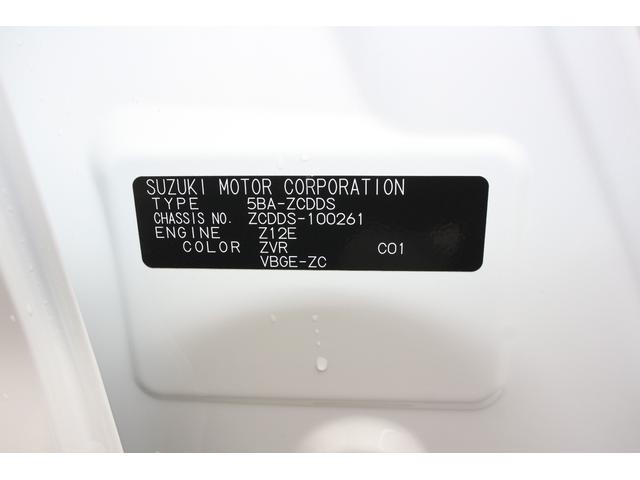 SUZUKI MOTOR CORPORATION
TYPE 5BA-ZCDDS
CHASSIS NO. ZCDDS-100261
ENGINE Z12E
COLOR ZVR C01
VBGE-ZC